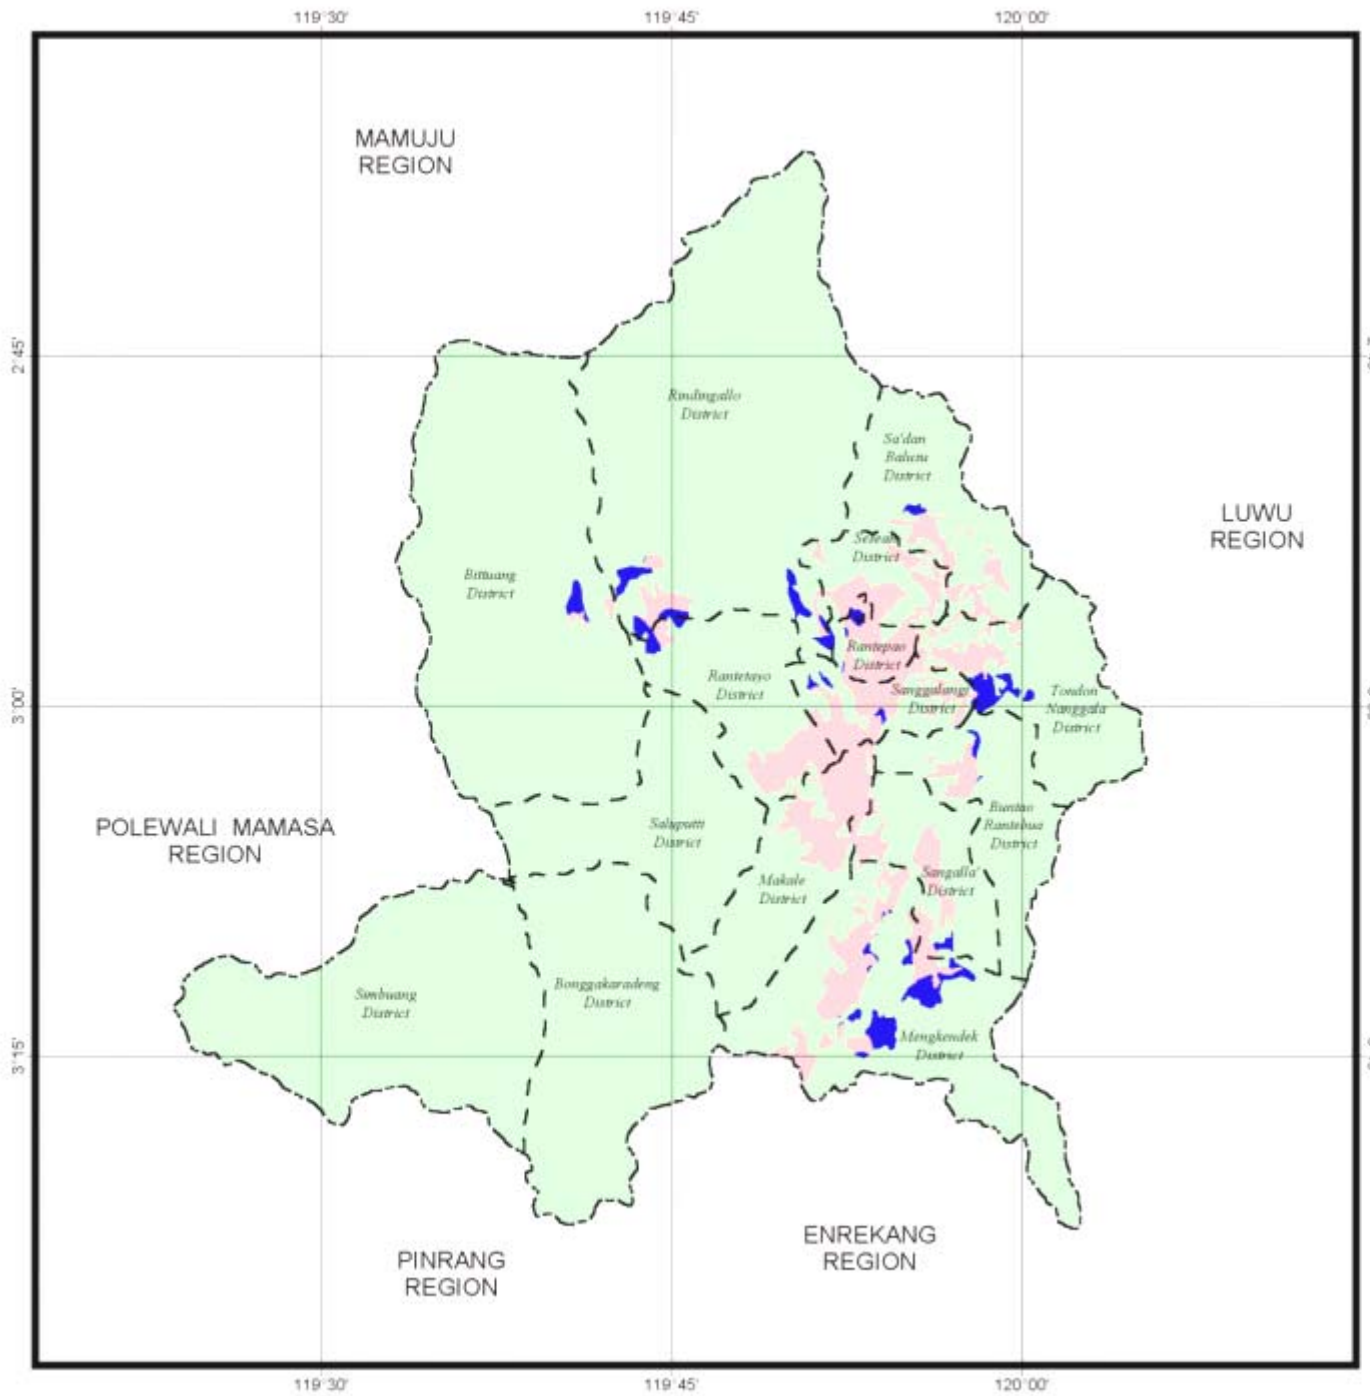 119°30'
119°45'
120°00'
MAMUJU
REGION
2°45'
Rindingallo
District
Sa'dan
Balusu
District
LUWU
REGION
District
Bittuang
District
Rantepao
District
Rantetayo
District
Sanggalangi
District
Tondon
Nanggala
District
3°00'
POLEWALI MAMASA
REGION
Saluputti
District
Buntao
Rantebua
District
Makale
District
Sangalla'
District
Simbuang
District
Bonggakaradeng
District
Mengkendek
District
3°15'
ENREKANG
REGION
PINRANG
REGION
119°30'
119°45'
120°00'